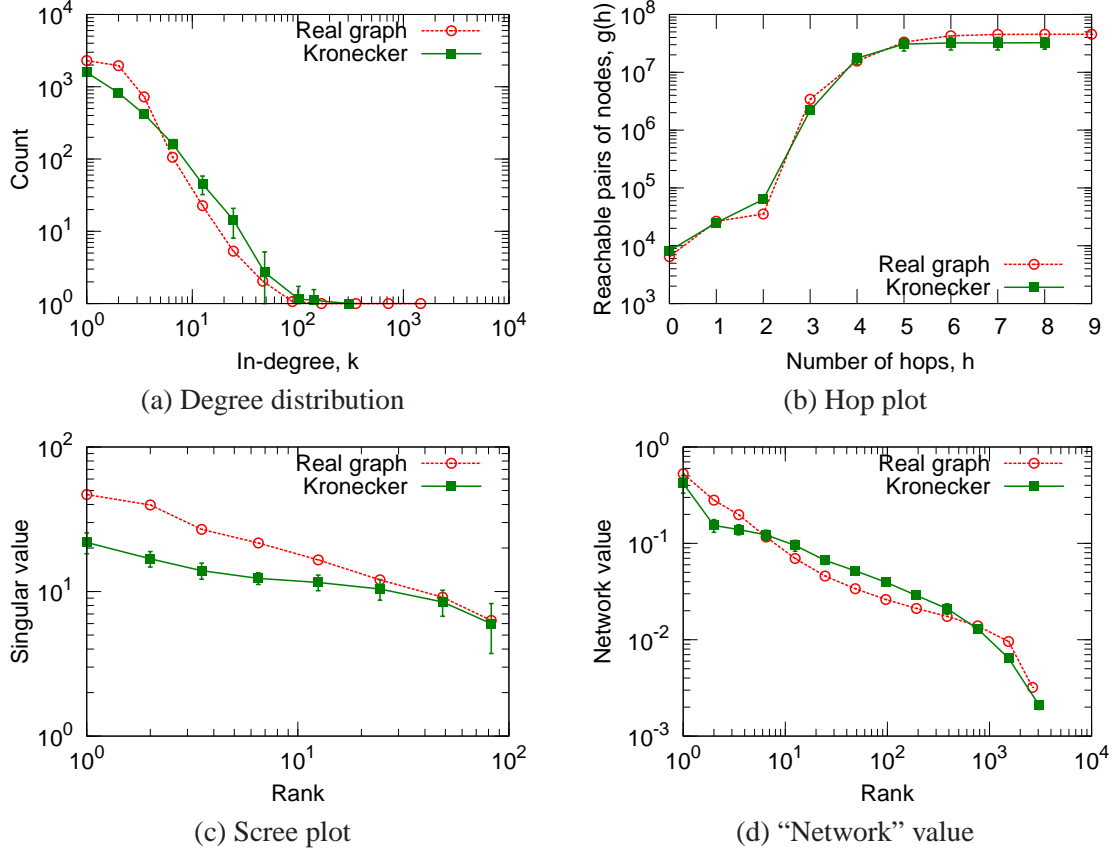 10^4
10^3
10^2
10^1
10^0
Count
Real graph
Kronecker
10^0 10^1 10^2 10^3 10^4
In-degree, k
(a) Degree distribution
10^8
10^7
10^6
10^5
10^4
10^3
Reachable pairs of nodes, g(h)
Real graph
Kronecker
0 1 2 3 4 5 6 7 8 9
Number of hops, h
(b) Hop plot
10^2
10^1
10^0
Singular value
Real graph
Kronecker
10^0 10^1 10^2
Rank
(c) Scree plot
10^0
10^-1
10^-2
10^-3
Network value
Real graph
Kronecker
10^0 10^1 10^2 10^3 10^4
Rank
(d) “Network” value